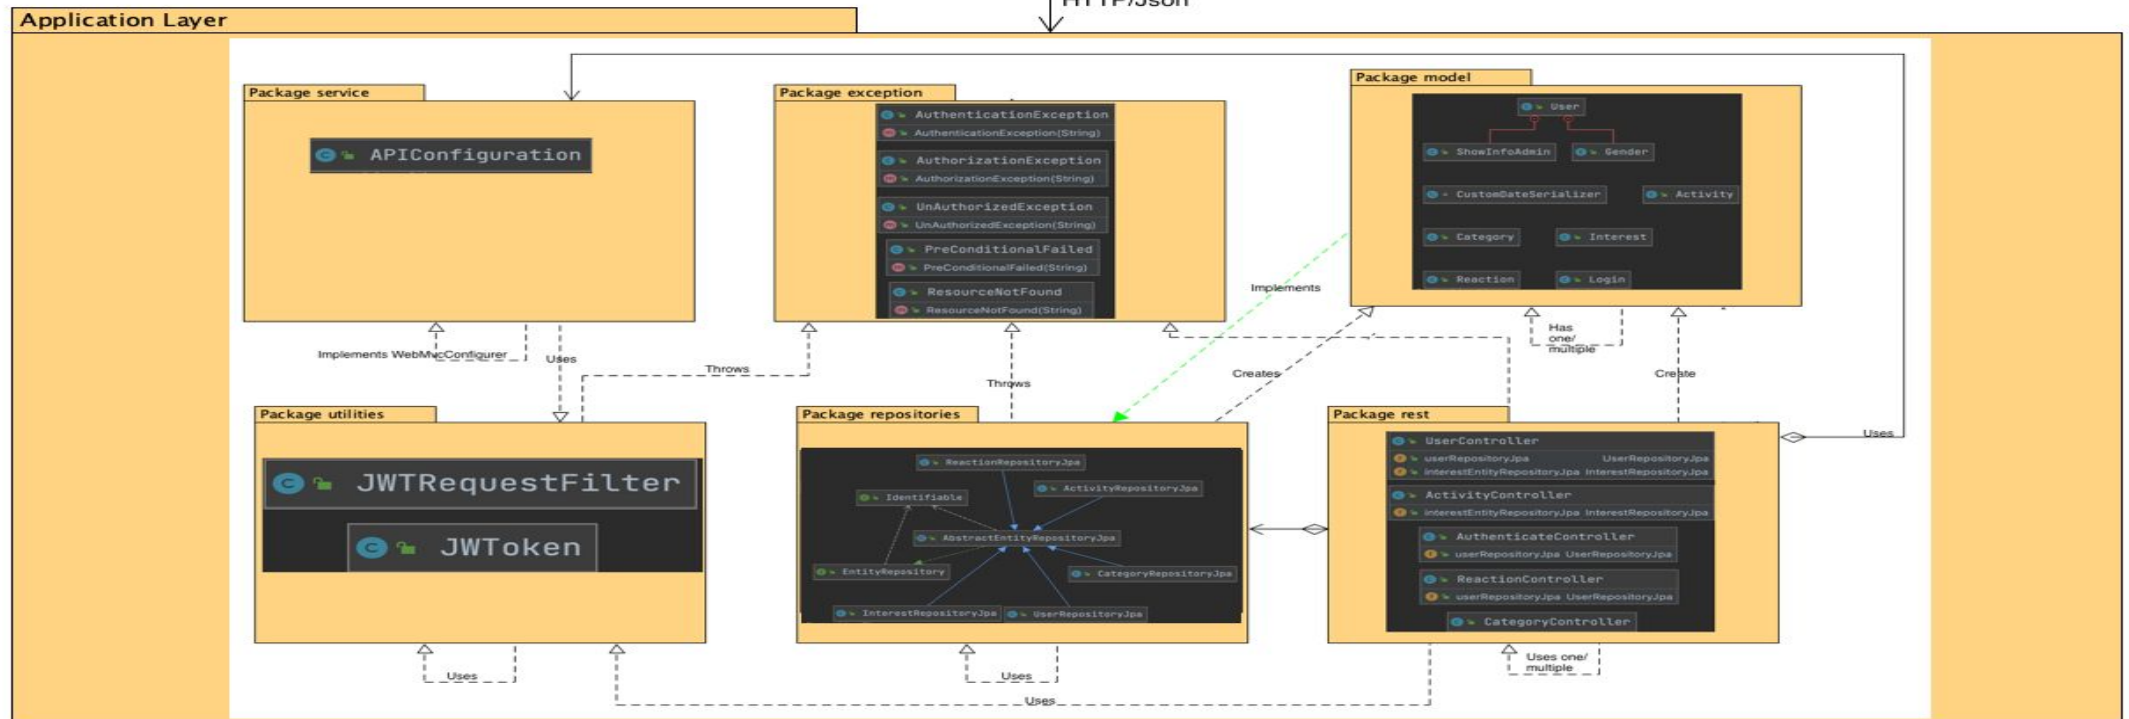 HTTP/Json
Application Layer
Package service
APIConfiguration
Implements WebMvcConfigurer
Uses
Package exception
AuthenticationException
AuthenticationException(String)
AuthorizationException
AuthorizationException(String)
UnAuthorizedException
UnAuthorizedException(String)
PreConditionalFailed
PreConditionalFailed(String)
ResourceNotFound
ResourceNotFound(String)
Package model
User
ShowInfoAdmin
Gender
CustomDateSerializer
Activity
Category
Interest
Reaction
Login
Implements
Has
one/
multiple
Throws
Throws
Creates
Create
Package utilities
JWTRequestFilter
JWToken
Uses
Package repositories
ReactionRepositoryJpa
ActivityRepositoryJpa
Identifiable
AbstractEntityRepositoryJpa
EntityRepository
CategoryRepositoryJpa
InterestRepositoryJpa
UserRepositoryJpa
Uses
Package rest
UserController
userRepositoryJpa UserRepositoryJpa
interestEntityRepositoryJpa InterestRepositoryJpa
ActivityController
interestEntityRepositoryJpa InterestRepositoryJpa
AuthenticateController
userRepositoryJpa UserRepositoryJpa
ReactionController
userRepositoryJpa UserRepositoryJpa
CategoryController
Uses
Uses one/
multiple
Uses